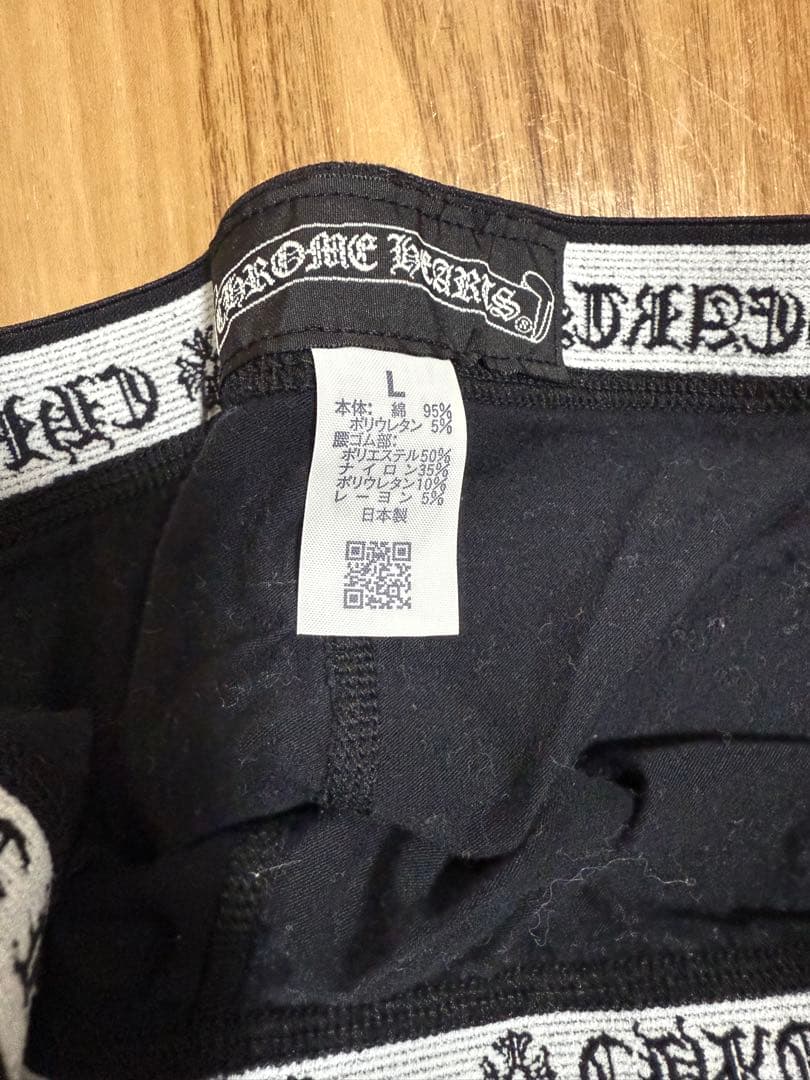 CHROME HEARTS®
L
本体: 綿 95%
ポリウレタン 5%
腰ゴム部:
ポリエステル50%
ナイロン35%
ポリウレタン10%
レーヨン 5%
日本製